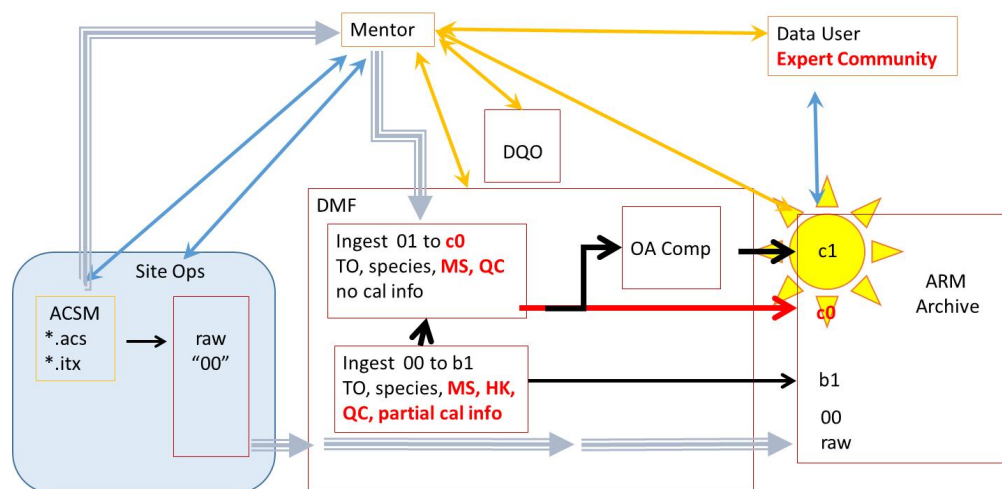 Mentor
Data User
Expert Community
DQO
DMF
Ingest 01 to c0
TO, species, MS, QC
no cal info
OA Comp
c1
ARM
Archive
c0
Site Ops
ACSM
*.acs
*.itx
raw
“00”
Ingest 00 to b1
TO, species, MS, HK,
QC, partial cal info
b1
00
raw